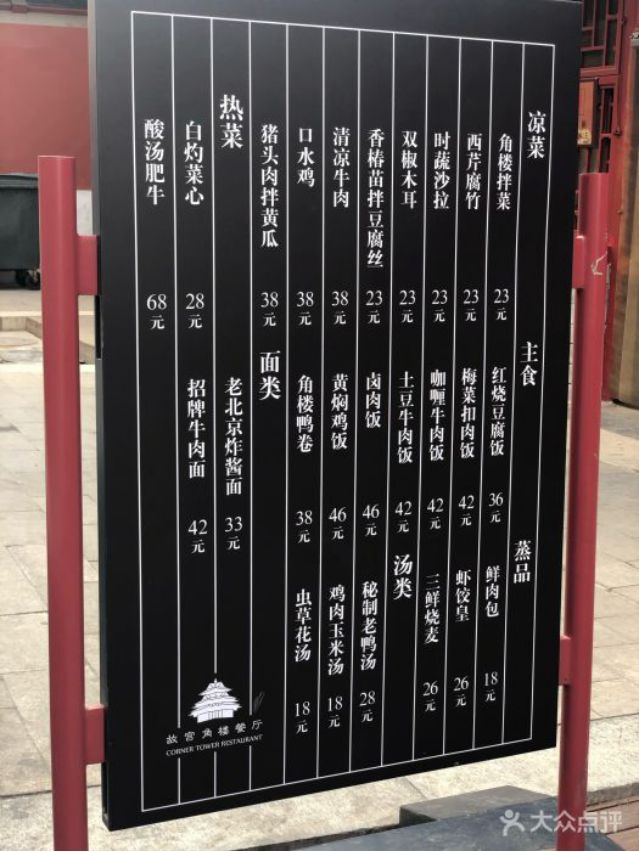 凉菜
角楼拌菜 23元
西芹腐竹 23元
时蔬沙拉 23元
双椒木耳 23元
香椿苗拌豆腐丝 23元
清凉牛肉 38元
口水鸡 38元
猪头肉拌黄瓜 38元
热菜
白灼菜心 28元
酸汤肥牛 68元
主食
红烧豆腐饭 36元
梅菜扣肉饭 42元
咖喱牛肉饭 42元
土豆牛肉饭 42元
卤肉饭 46元
黄焖鸡饭 46元
角楼鸭卷 38元
面类
老北京炸酱面 33元
招牌牛肉面 42元
蒸品
鲜肉包 18元
虾饺皇 26元
三鲜烧麦 26元
汤类
秘制老鸭汤 28元
鸡肉玉米汤 18元
虫草花汤 18元
故宫角楼餐厅
CORNER TOWER RESTAURANT
大众点评